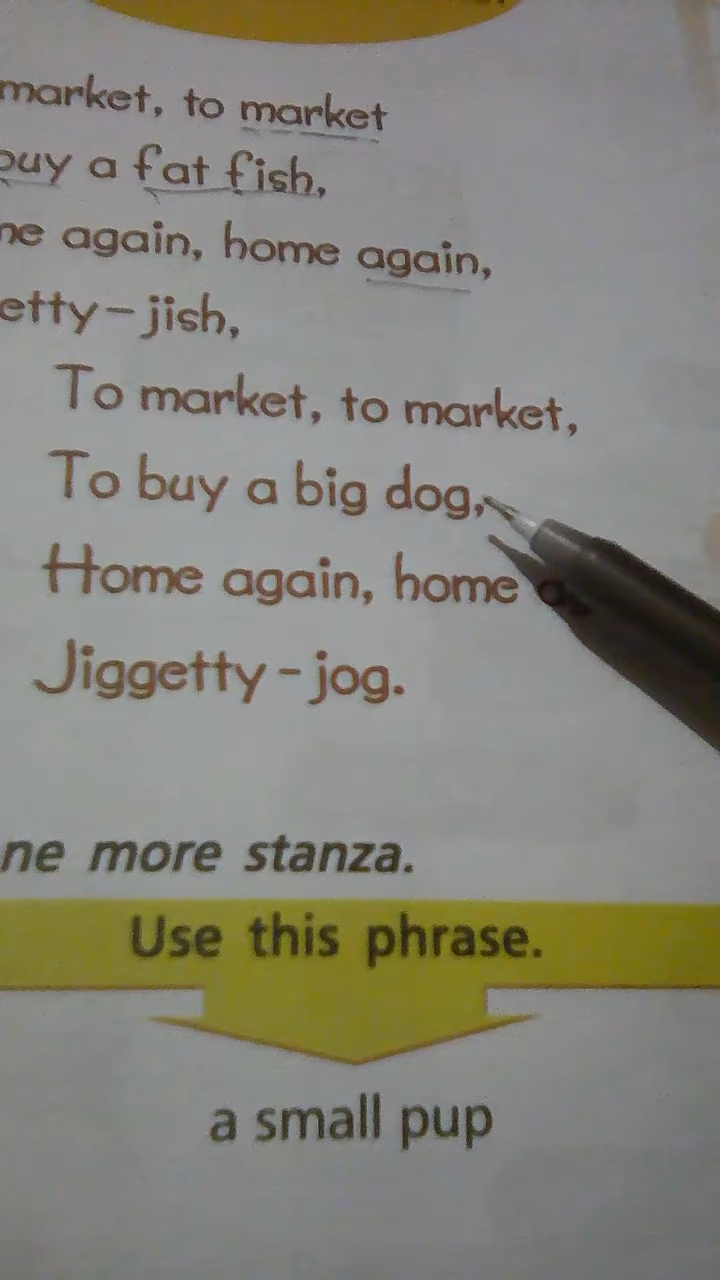 market, to market
buy a fat fish,
me again, home again,
etty-jish,
To market, to market,
To buy a big dog,
Home again, home a
Jiggetty-jog.
ne more stanza.
Use this phrase.
a small pup